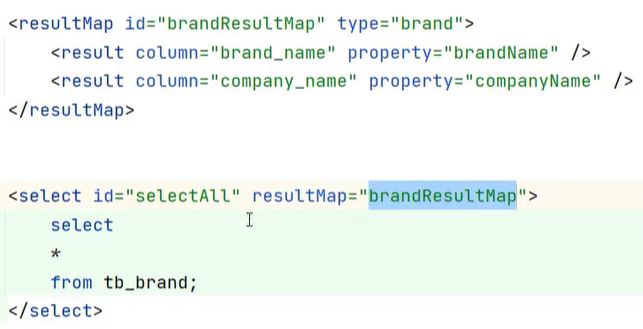 <resultMap id="brandResultMap" type="brand">
<result column="brand_name" property="brandName" />
<result column="company_name" property="companyName" />
</resultMap>
<select id="selectAll" resultMap="brandResultMap">
select
*
from tb_brand;
</select>